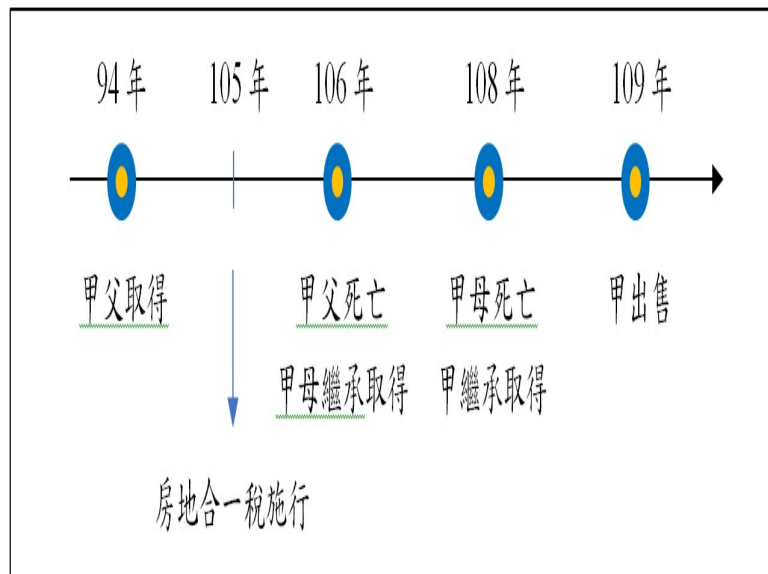 94年
105年
106年
108年
109年
甲父取得
甲父死亡
甲母死亡
甲出售
甲母繼承取得
甲繼承取得
房地合一稅施行